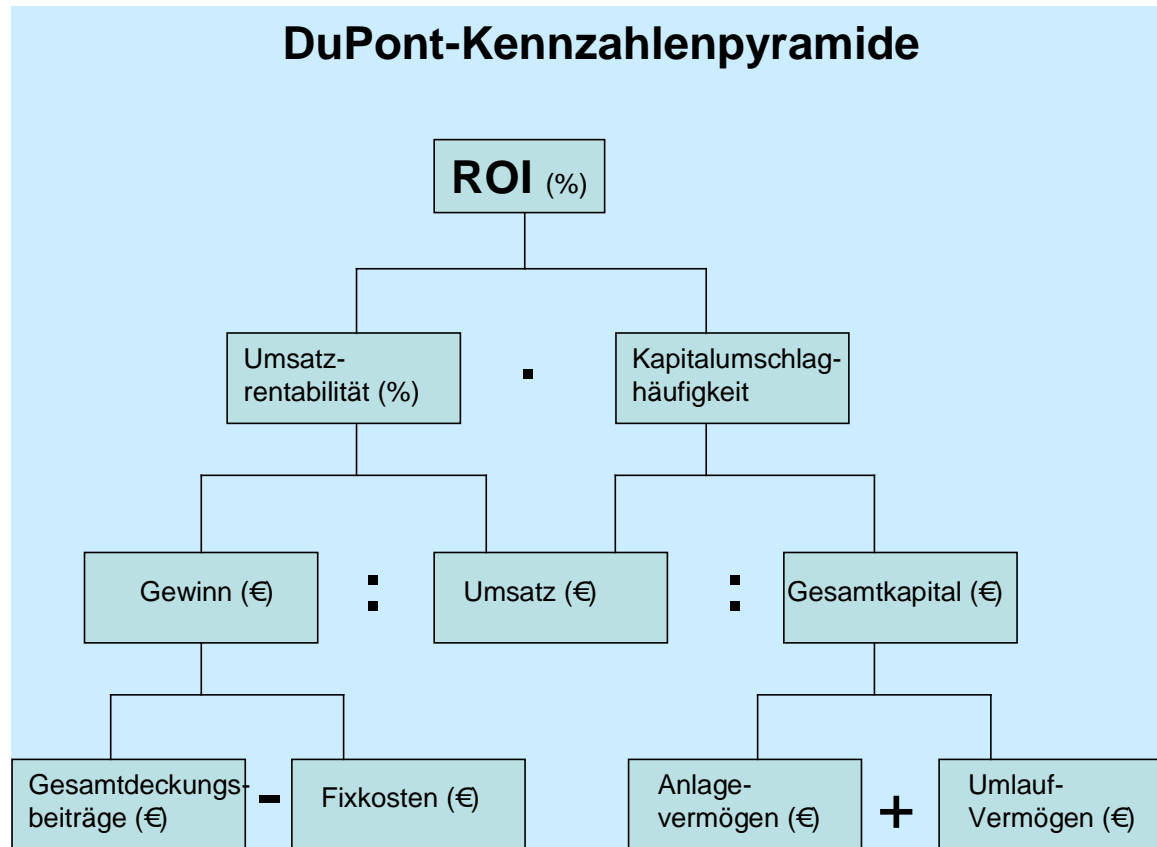 DuPont-Kennzahlenpyramide
ROI (%)
Umsatz-
rentabilität (%)
.
Kapitalumschlag-
häufigkeit
Gewinn (€)
:
Umsatz (€)
:
Gesamtkapital (€)
Gesamtdeckungs-
beiträge (€)
-
Fixkosten (€)
Anlage-
vermögen (€)
+
Umlauf-
Vermögen (€)